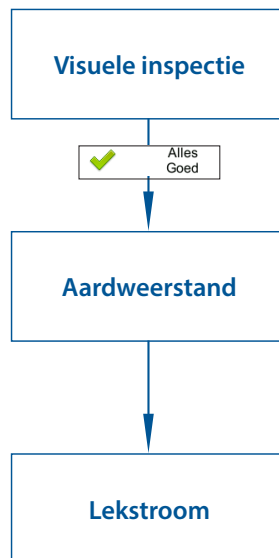 Visuele inspectie
Alles
Goed
Aardweerstand
Lekstroom